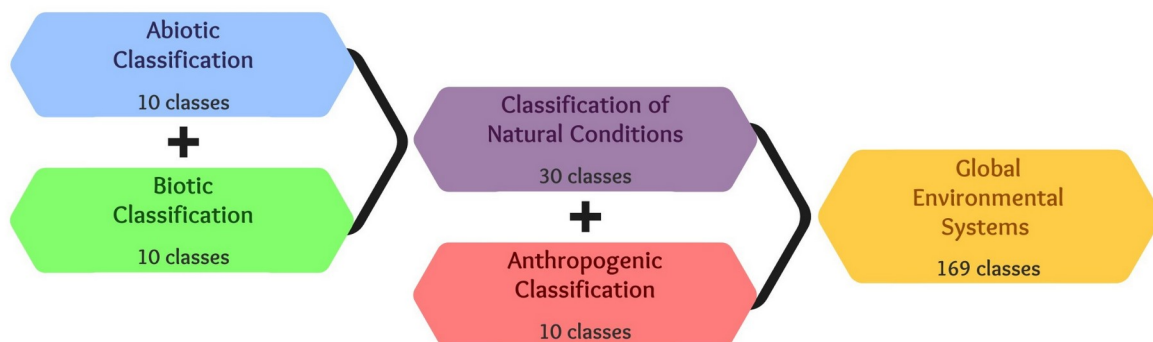 Abiotic
Classification
10 classes
+
Biotic
Classification
10 classes
Classification of
Natural Conditions
30 classes
+
Anthropogenic
Classification
10 classes
Global
Environmental
Systems
169 classes